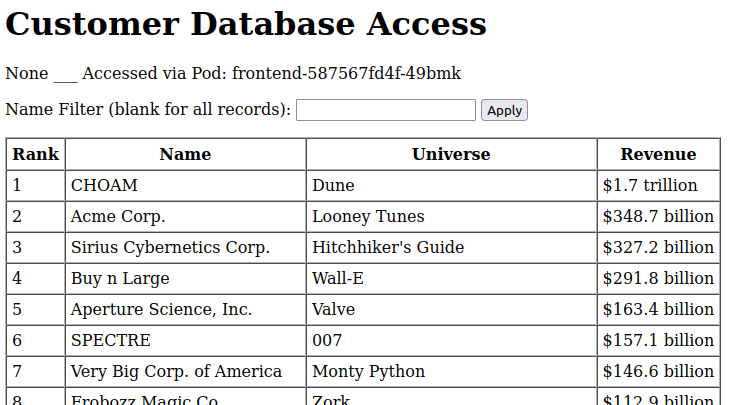 Customer Database Access
None ___ Accessed via Pod: frontend-587567fd4f-49bmk
Name Filter (blank for all records): Apply
Rank Name Universe Revenue
1 CHOAM Dune $1.7 trillion
2 Acme Corp. Looney Tunes $348.7 billion
3 Sirius Cybernetics Corp. Hitchhiker's Guide $327.2 billion
4 Buy n Large Wall-E $291.8 billion
5 Aperture Science, Inc. Valve $163.4 billion
6 SPECTRE 007 $157.1 billion
7 Very Big Corp. of America Monty Python $146.6 billion
8 Frobozz Magic Co. Zork $112.9 billion